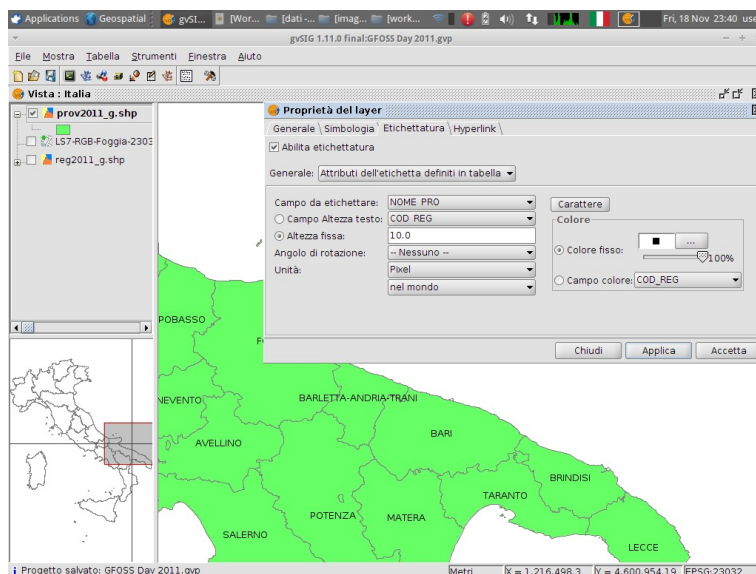 Applications Geospatial gvSI... [Wor... [dati -... [imag... [work... Fri, 18 Nov 23:40 use
gvSIG 1.11.0 final:GFOSS Day 2011.gvp
File Mostra Tabella Strumenti Finestra Aiuto
Vista : Italia
prov2011_g.shp
LS7-RGB-Foggia-2303
reg2011_g.shp
Proprietà del layer
Generale Simbologia Etichettatura Hyperlink
Abilita etichettatura
Generale: Attributi dell'etichetta definiti in tabella
Campo da etichettare: NOME_PRO
Carattere
Campo Altezza testo: COD_REG
Colore
Altezza fissa: 10.0
Colore fisso: ...
100%
Angolo di rotazione: -- Nessuno --
Unità: Pixel
Campo colore: COD_REG
nel mondo
Chiudi Applica Accetta
POBASSO
F
NEVENTO
BARLETTA-ANDRIA-TRANI
BARI
AVELLINO
BRINDISI
TARANTO
POTENZA
MATERA
SALERNO
LECCE
Progetto salvato: GFOSS Day 2011.gvp Metri X = 1.216.498,3 Y = 4.600.954,19 EPSG:23032